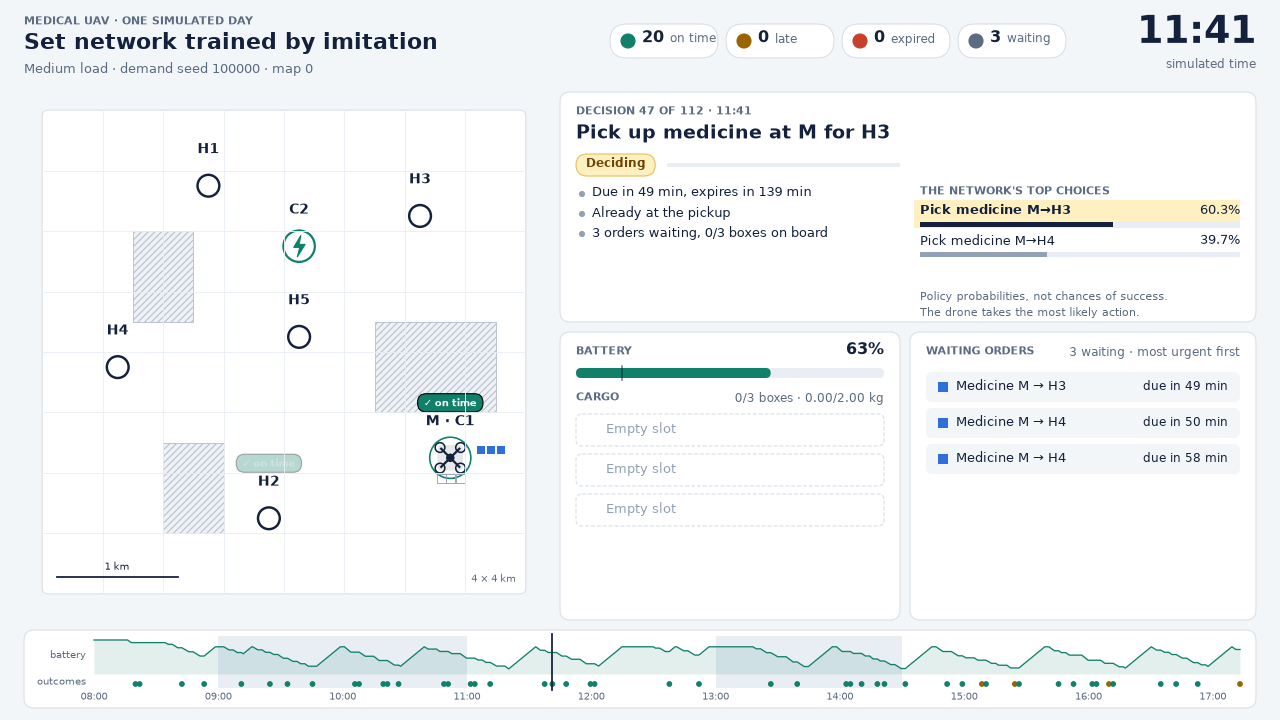 MEDICAL UAV · ONE SIMULATED DAY
Set network trained by imitation
Medium load · demand seed 100000 · map 0
20 on time
0 late
0 expired
3 waiting
11:41
simulated time
H1
H3
C2
H5
H4
✓ on time
M · C1
✓ on time
H2
1 km
4 × 4 km
DECISION 47 OF 112 · 11:41
Pick up medicine at M for H3
Deciding
Due in 49 min, expires in 139 min
Already at the pickup
3 orders waiting, 0/3 boxes on board
THE NETWORK'S TOP CHOICES
Pick medicine M→H3 60.3%
Pick medicine M→H4 39.7%
Policy probabilities, not chances of success.
The drone takes the most likely action.
BATTERY 63%
CARGO 0/3 boxes · 0.00/2.00 kg
Empty slot
Empty slot
Empty slot
WAITING ORDERS 3 waiting · most urgent first
Medicine M → H3 due in 49 min
Medicine M → H4 due in 50 min
Medicine M → H4 due in 58 min
battery
outcomes
08:00 09:00 10:00 11:00 12:00 13:00 14:00 15:00 16:00 17:00